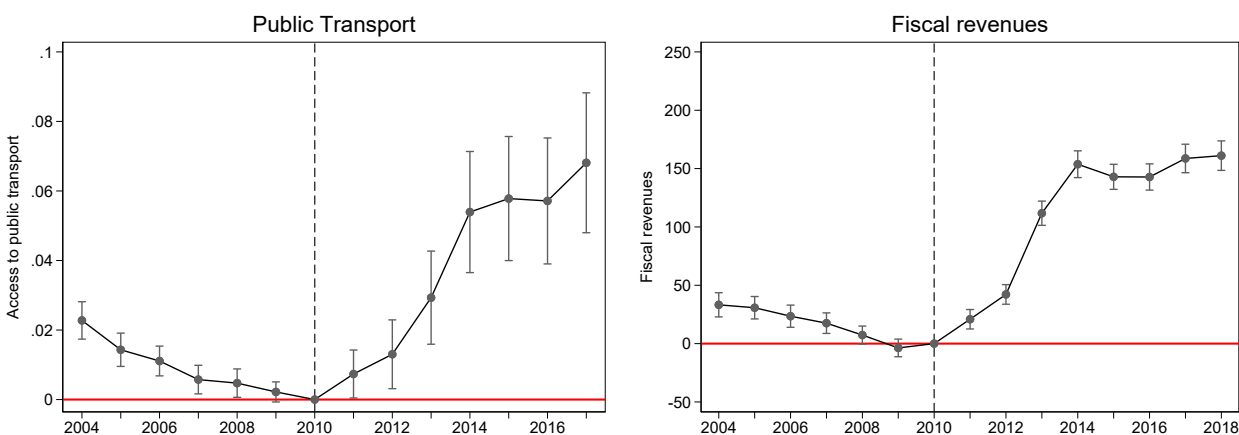 Public Transport
Access to public transport
.1
.08
.06
.04
.02
0
2004 2006 2008 2010 2012 2014 2016
Fiscal revenues
Fiscal revenues
250
200
150
100
50
0
-50
2004 2006 2008 2010 2012 2014 2016 2018